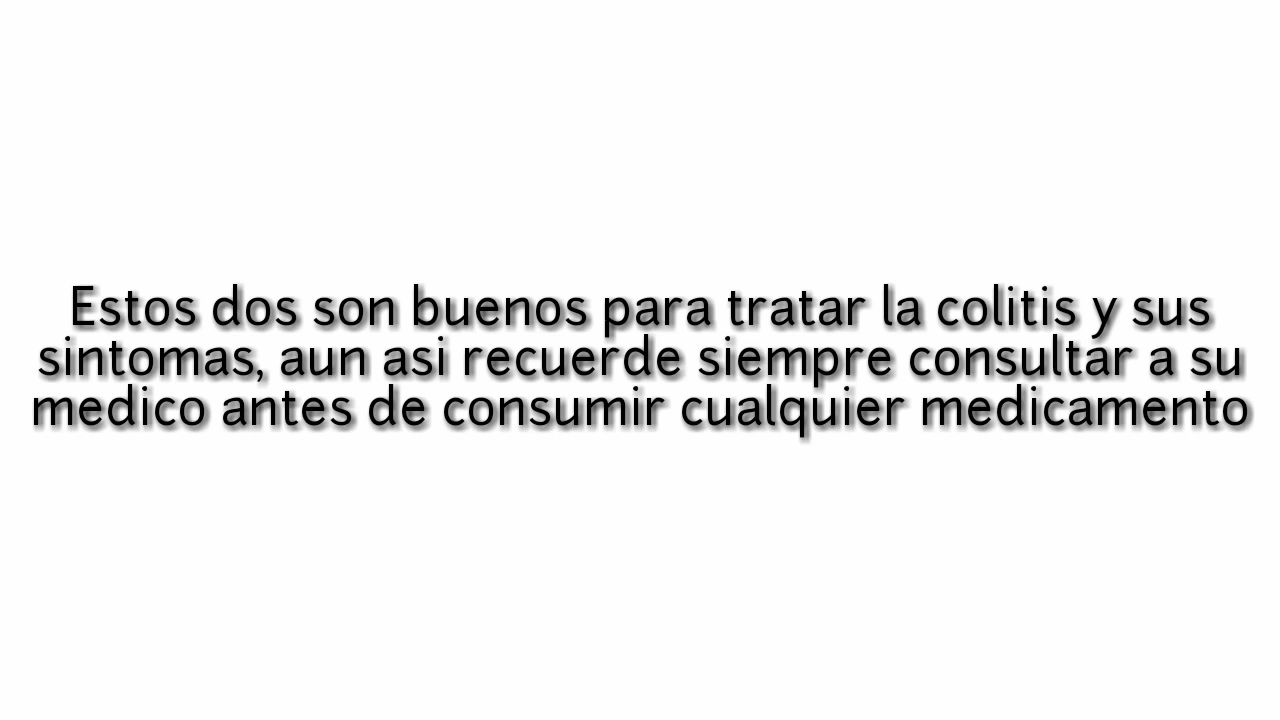 Estos dos son buenos para tratar la colitis y sus
sintomas, aun asi recuerde siempre consultar a su
medico antes de consumir cualquier medicamento